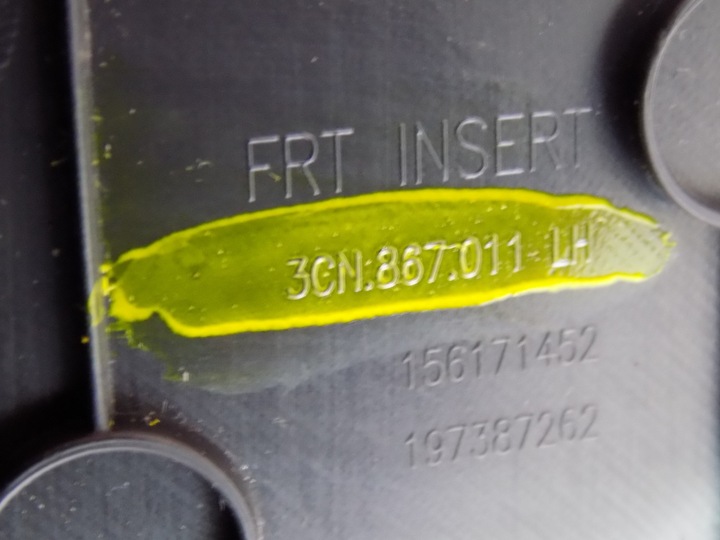 FRT INSERT
3CN.867.011 LH
156171452
197387262